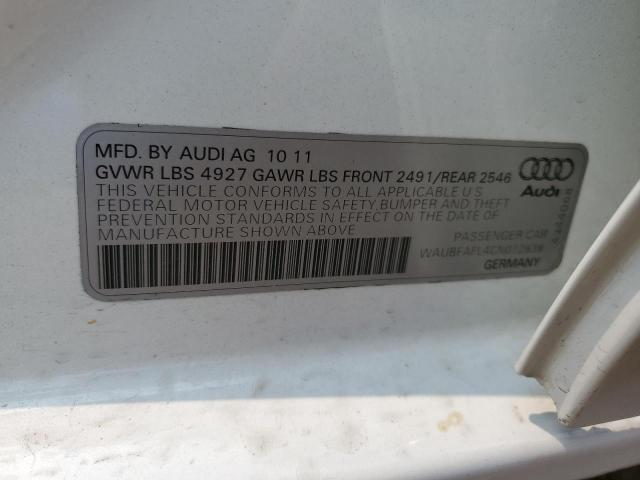 MFD. BY AUDI AG 10 11
GVWR LBS 4927 GAWR LBS FRONT 2491/REAR 2546
THIS VEHICLE CONFORMS TO ALL APPLICABLE U S
FEDERAL MOTOR VEHICLE SAFETY, BUMPER AND THEFT
PREVENTION STANDARDS IN EFFECT ON THE DATE OF
MANUFACTURE SHOWN ABOVE
Audi
PASSENGER CAR
GERMANY
4344068